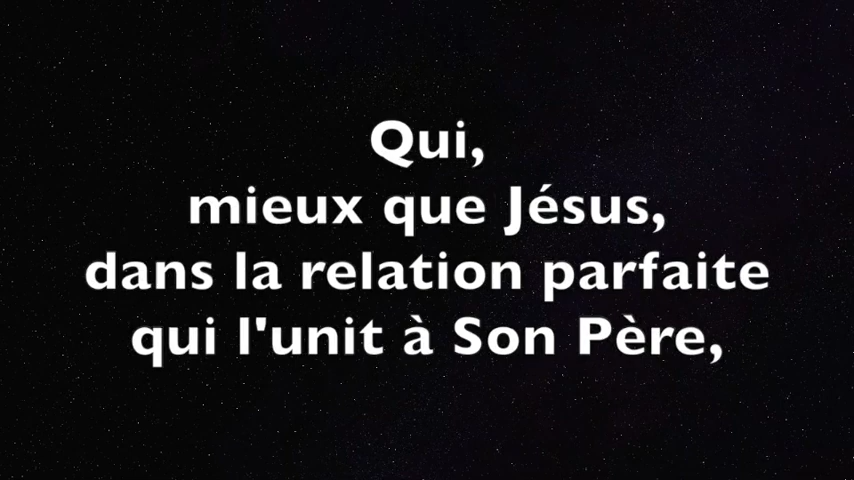 Qui,
mieux que Jésus,
dans la relation parfaite
qui l'unit à Son Père,